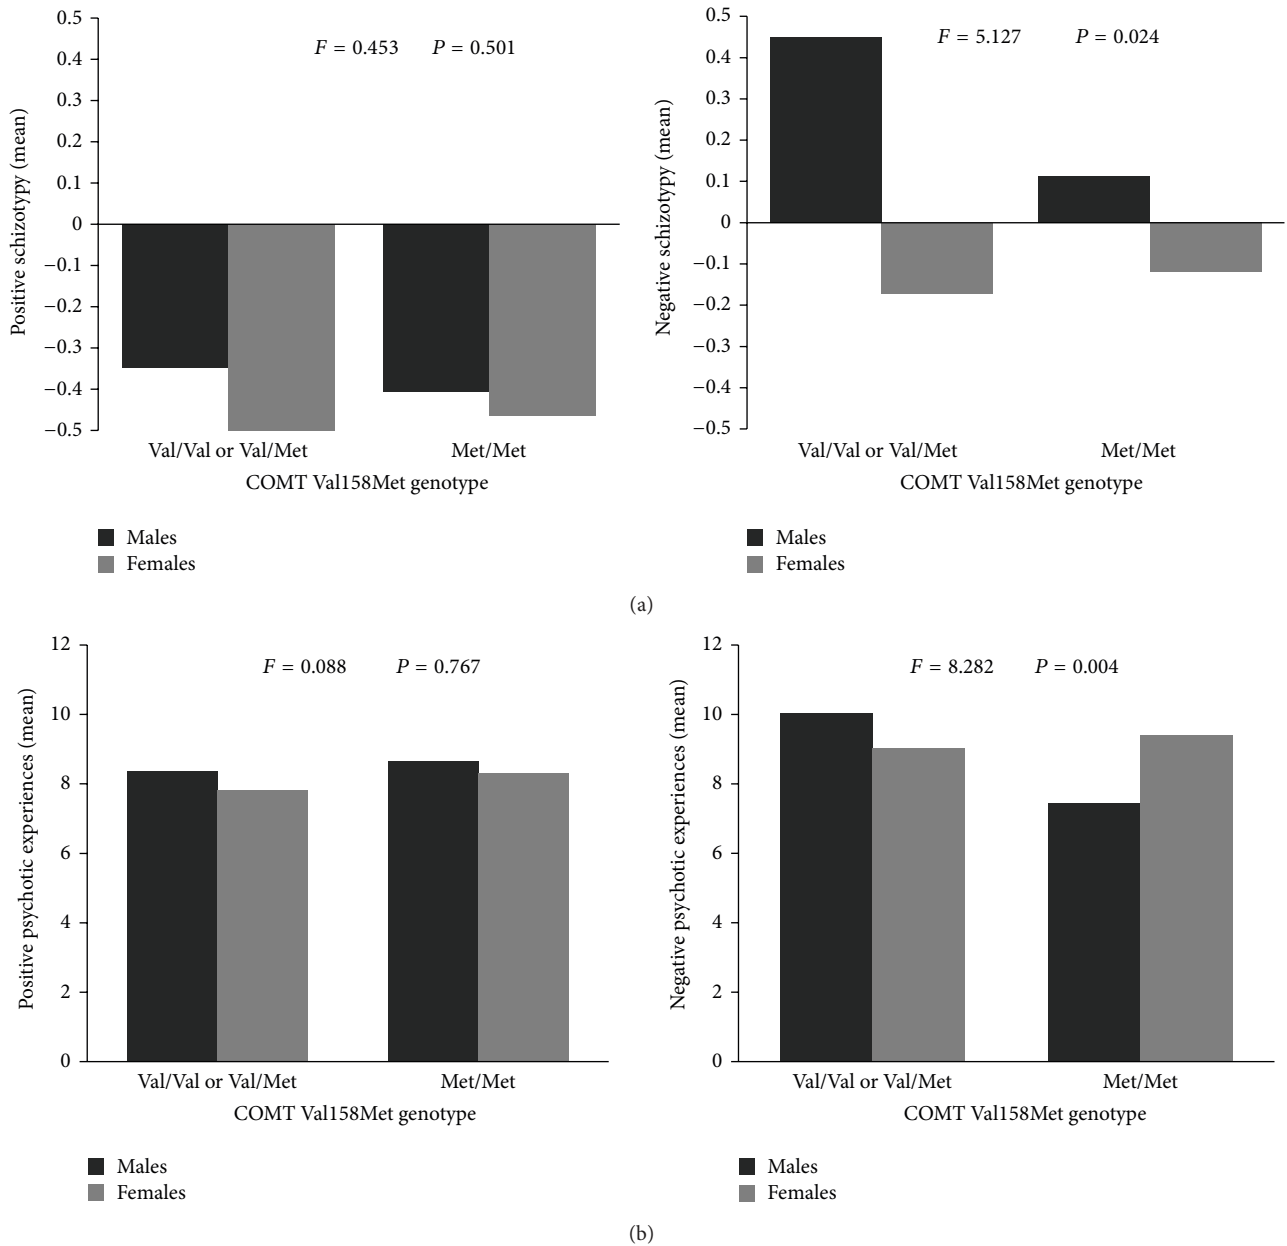 0.5
0.4
0.3
0.2
0.1
0
−0.1
−0.2
−0.3
−0.4
−0.5
Positive schizotypy (mean)
F = 0.453 P = 0.501
Val/Val or Val/Met Met/Met
COMT Val158Met genotype
Males
Females
0.5
0.4
0.3
0.2
0.1
0
−0.1
−0.2
−0.3
−0.4
−0.5
Negative schizotypy (mean)
F = 5.127 P = 0.024
Val/Val or Val/Met Met/Met
COMT Val158Met genotype
Males
Females
(a)
12
10
8
6
4
2
0
Positive psychotic experiences (mean)
F = 0.088 P = 0.767
Val/Val or Val/Met Met/Met
COMT Val158Met genotype
Males
Females
12
10
8
6
4
2
0
Negative psychotic experiences (mean)
F = 8.282 P = 0.004
Val/Val or Val/Met Met/Met
COMT Val158Met genotype
Males
Females
(b)